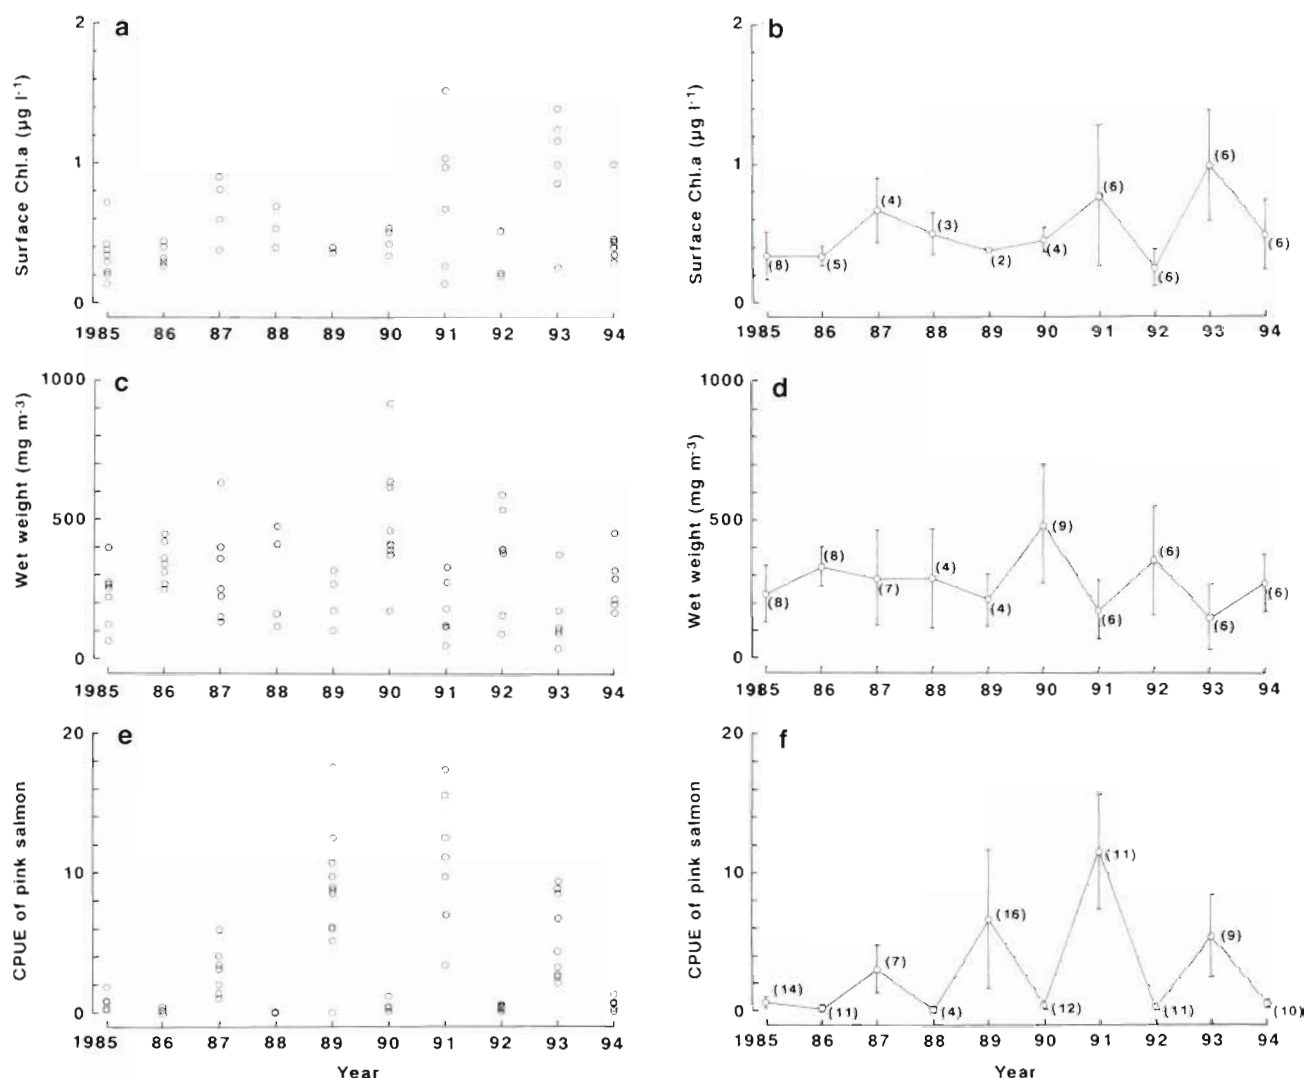 a
2
1
0
Surface Chl.a (µg l-1)
1985 86 87 88 89 90 91 92 93 94
b
2
1
0
Surface Chl.a (µg l-1)
(8) (5) (4) (3) (2) (4) (6) (6) (6) (6)
1985 86 87 88 89 90 91 92 93 94
c
1000
500
0
Wet weight (mg m-3)
1985 86 87 88 89 90 91 92 93 94
d
1000
500
0
Wet weight (mg m-3)
(8) (8) (7) (4) (4) (9) (6) (6) (6) (6)
1985 86 87 88 89 90 91 92 93 94
e
20
10
0
CPUE of pink salmon
1985 86 87 88 89 90 91 92 93 94
Year
f
20
10
0
CPUE of pink salmon
(14) (11) (7) (4) (16) (12) (11) (11) (9) (10)
1985 86 87 88 89 90 91 92 93 94
Year